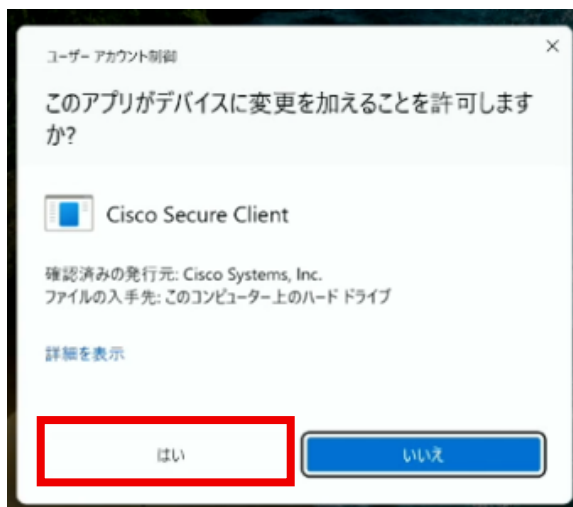 ユーザー アカウント制御
このアプリがデバイスに変更を加えることを許可します
か?
Cisco Secure Client
確認済みの発行元: Cisco Systems, Inc.
ファイルの入手先: このコンピューター上のハード ドライブ
詳細を表示
はい
いいえ